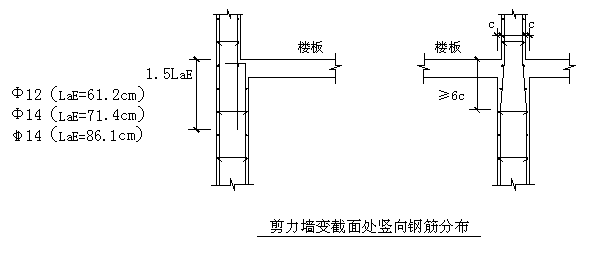 c c
楼板 楼板
1.5LaE
≥6c
Φ12 (LaE=61.2cm)
Φ14 (LaE=71.4cm)
Φ14 (LaE=86.1cm)
剪力墙变截面处竖向钢筋分布